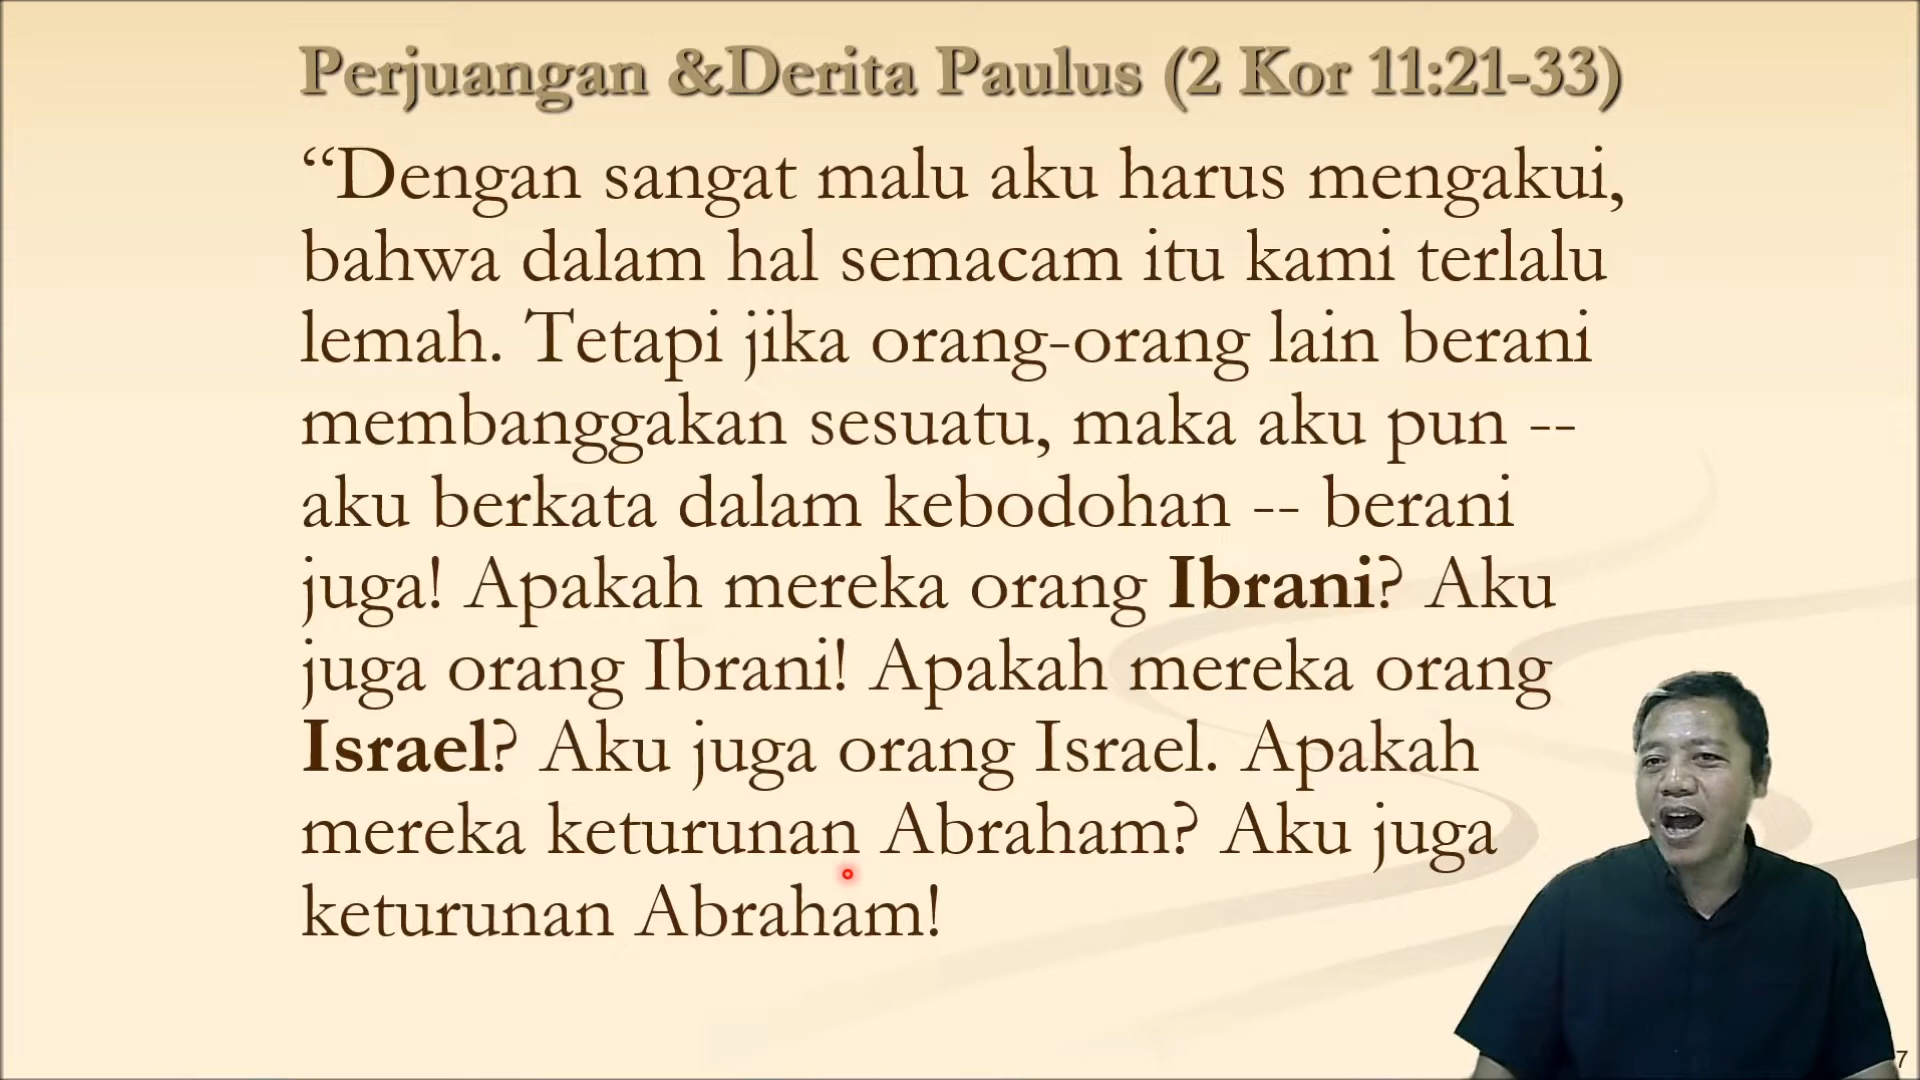 Perjuangan &Derita Paulus (2 Kor 11:21-33)
“Dengan sangat malu aku harus mengakui,
bahwa dalam hal semacam itu kami terlalu
lemah. Tetapi jika orang-orang lain berani
membanggakan sesuatu, maka aku pun --
aku berkata dalam kebodohan -- berani
juga! Apakah mereka orang Ibrani? Aku
juga orang Ibrani! Apakah mereka orang
Israel? Aku juga orang Israel. Apakah
mereka keturunan Abraham? Aku juga
keturunan Abraham!
7